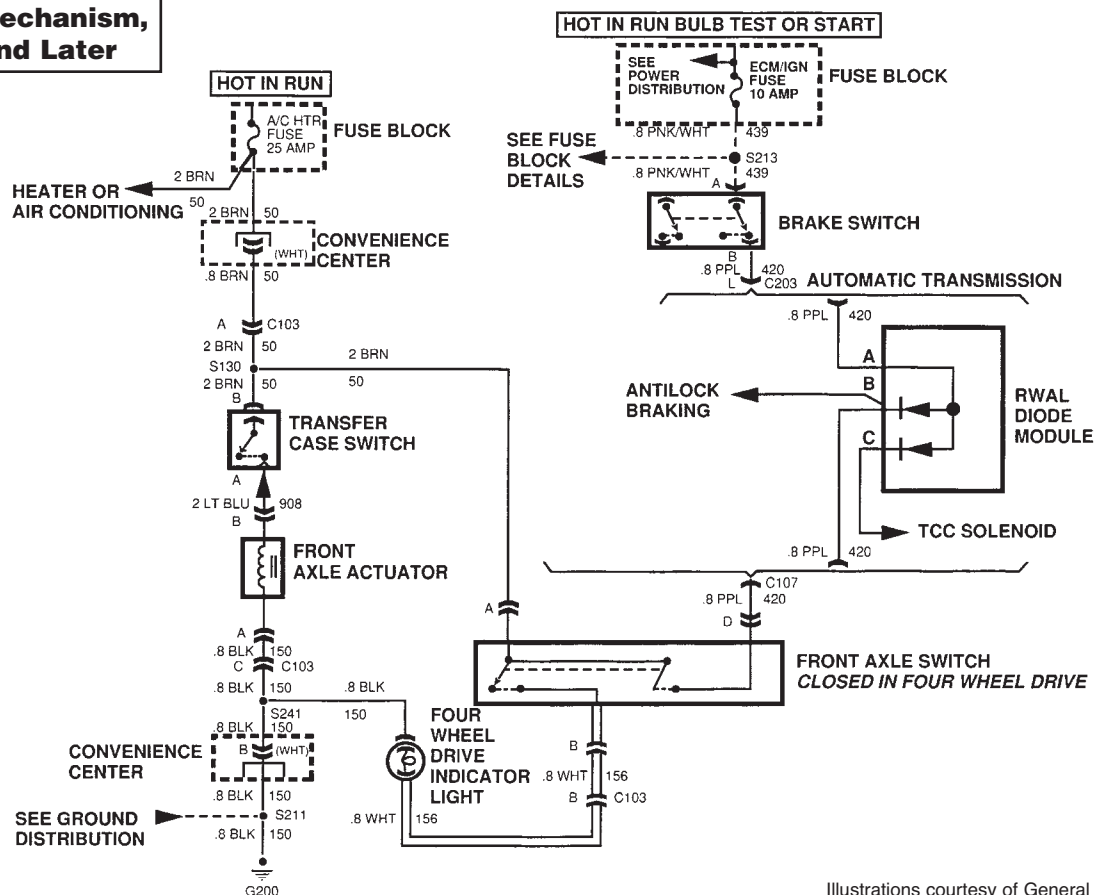 echanism,
nd Later
HOT IN RUN BULB TEST OR START
SEE
POWER
DISTRIBUTION
ECM/IGN
FUSE
10 AMP
FUSE BLOCK
HOT IN RUN
A/C HTR
FUSE
25 AMP
FUSE BLOCK
.8 PNK/WHT 439
SEE FUSE
BLOCK
DETAILS
S213
.8 PNK/WHT 439
A
2 BRN
50
HEATER OR
AIR CONDITIONING
2 BRN 50
(WHT)
CONVENIENCE
CENTER
.8 BRN 50
BRAKE SWITCH
B
.8 PPL 420
L C203
AUTOMATIC TRANSMISSION
.8 PPL 420
A C103
2 BRN 50
S130
2 BRN
50
2 BRN 50
B
TRANSFER
CASE SWITCH
A
A
B
C
ANTILOCK
BRAKING
RWAL
DIODE
MODULE
2 LT BLU 908
B
TCC SOLENOID
FRONT
AXLE ACTUATOR
.8 PPL 420
C107
.8 PPL 420
D
A
A
.8 BLK 150
C C103
.8 BLK 150
.8 BLK
150
S241
.8 BLK 150
FRONT AXLE SWITCH
CLOSED IN FOUR WHEEL DRIVE
FOUR
WHEEL
DRIVE
INDICATOR
LIGHT
CONVENIENCE
CENTER
B (WHT)
B
.8 WHT 156
B C103
.8 BLK 150
SEE GROUND
DISTRIBUTION
S211
.8 BLK 150
.8 WHT 156
G200
Illustrations courtesy of General